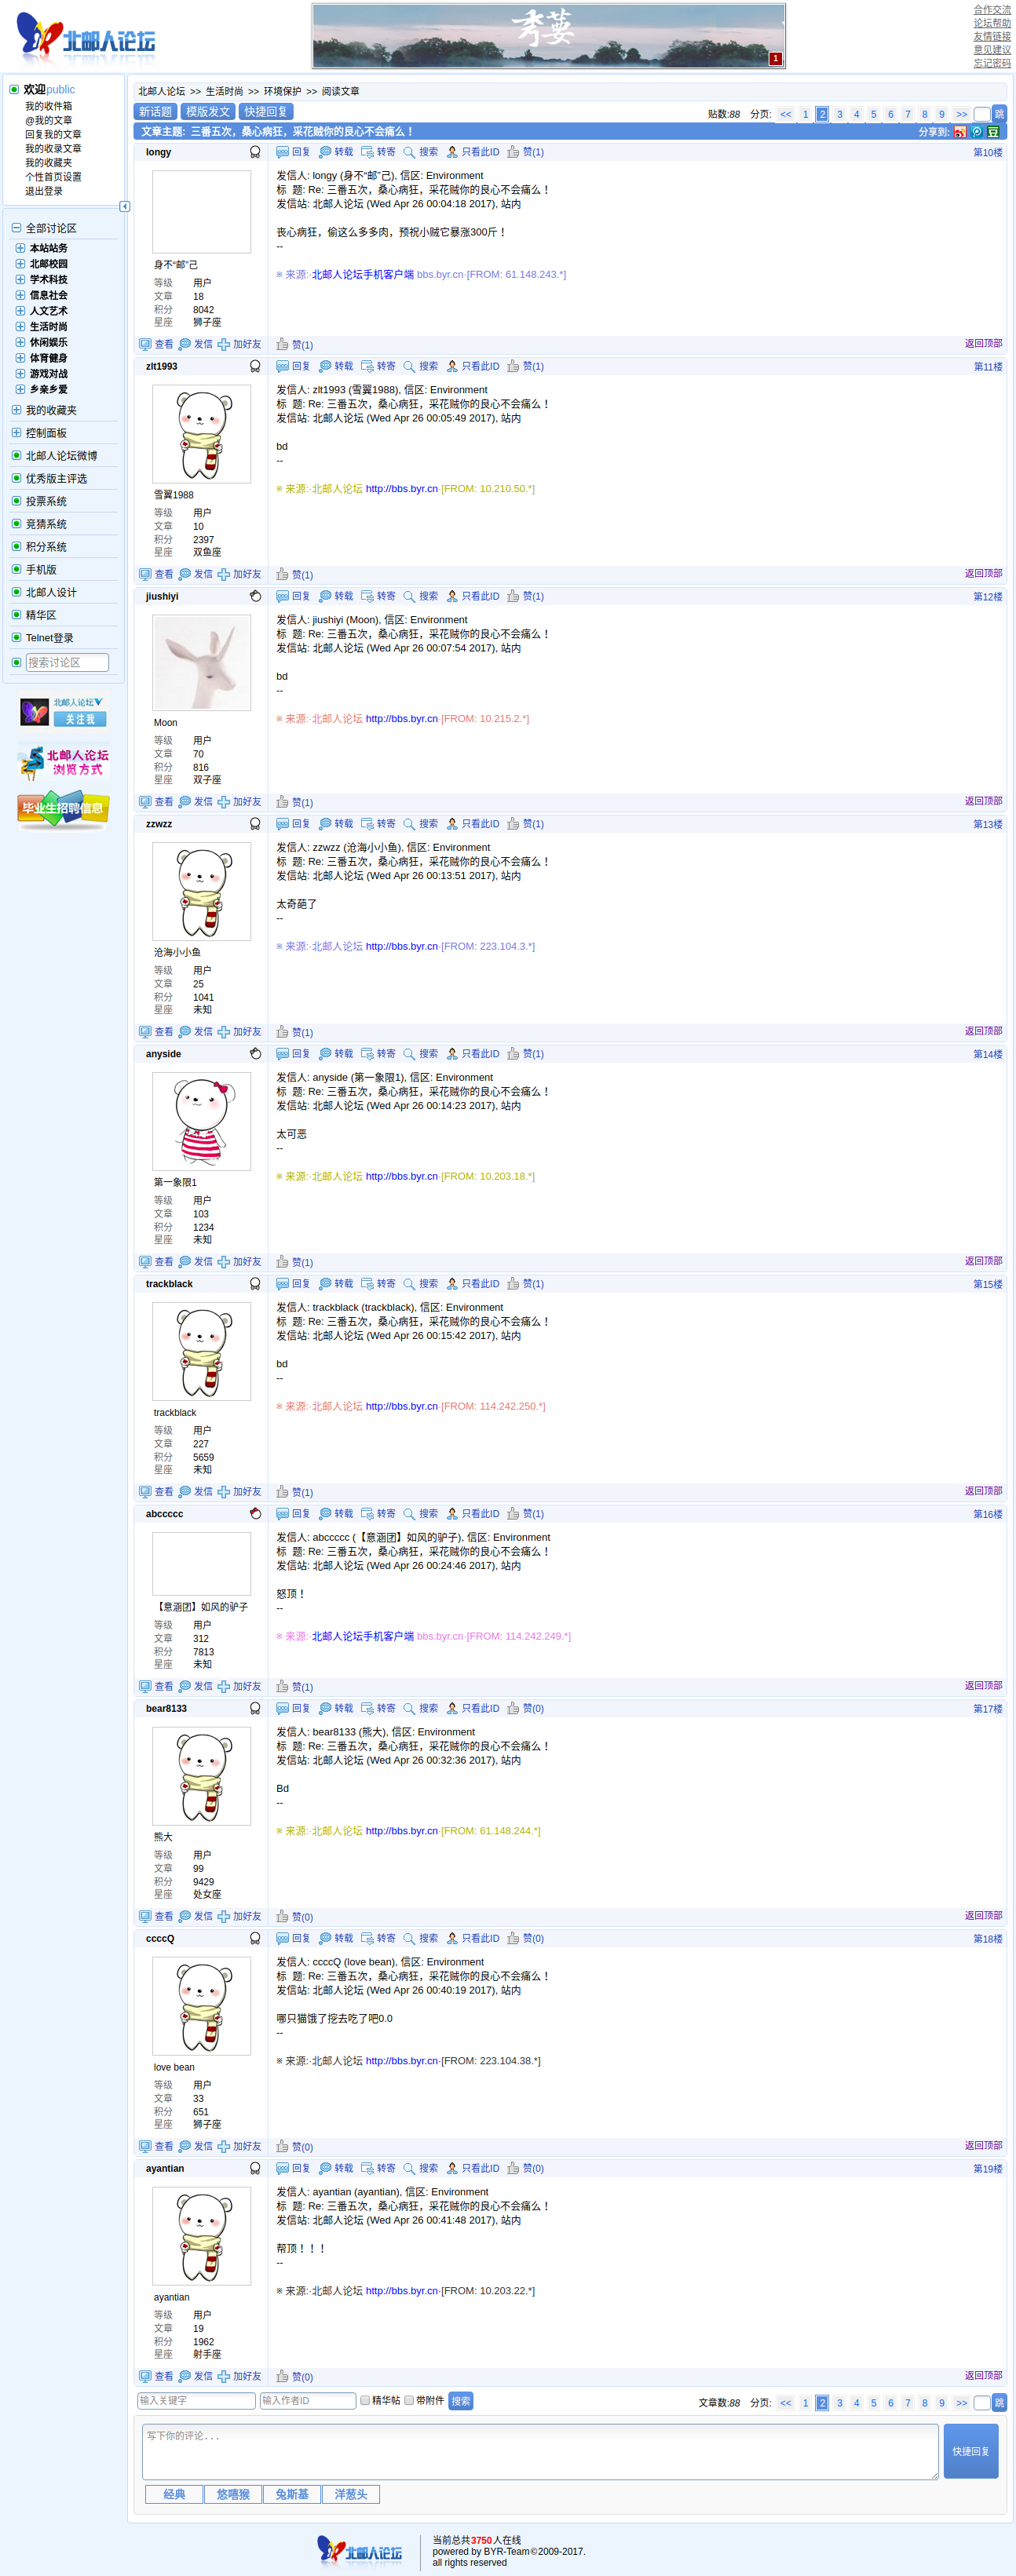 北邮人论坛
考娄
1
合作交流
论坛帮助
友情链接
意见建议
忘记密码
欢迎public
我的收件箱
@我的文章
回复我的文章
我的收录文章
我的收藏夹
个性首页设置
退出登录
全部讨论区
本站站务
北邮校园
学术科技
信息社会
人文艺术
生活时尚
休闲娱乐
体育健身
游戏对战
乡亲乡爱
我的收藏夹
控制面板
北邮人论坛微博
优秀版主评选
投票系统
竞猜系统
积分系统
手机版
北邮人设计
精华区
Telnet登录
搜索讨论区
北邮人论坛
关注我
北邮人论坛
浏览方式
毕业生招聘信息
北邮人论坛 >> 生活时尚 >> 环境保护 >> 阅读文章
新话题 模版发文 快捷回复
贴数:88 分页: << 1 2 3 4 5 6 7 8 9 >> 跳
文章主题: 三番五次，桑心病狂，采花贼你的良心不会痛么！ 分享到: 豆
longy 回复 转载 转寄 搜索 只看此ID 赞(1) 第10楼
发信人: longy (身不“邮”己), 信区: Environment
标 题: Re: 三番五次，桑心病狂，采花贼你的良心不会痛么！
发信站: 北邮人论坛 (Wed Apr 26 00:04:18 2017), 站内
丧心病狂，偷这么多多肉，预祝小贼它暴涨300斤！
--
※ 来源:·北邮人论坛手机客户端 bbs.byr.cn·[FROM: 61.148.243.*]
身不“邮”己
等级 用户
文章 18
积分 8042
星座 狮子座
查看 发信 加好友 赞(1) 返回顶部
zlt1993 回复 转载 转寄 搜索 只看此ID 赞(1) 第11楼
发信人: zlt1993 (雪翼1988), 信区: Environment
标 题: Re: 三番五次，桑心病狂，采花贼你的良心不会痛么！
发信站: 北邮人论坛 (Wed Apr 26 00:05:49 2017), 站内
bd
--
※ 来源:·北邮人论坛 http://bbs.byr.cn·[FROM: 10.210.50.*]
雪翼1988
等级 用户
文章 10
积分 2397
星座 双鱼座
查看 发信 加好友 赞(1) 返回顶部
jiushiyi 回复 转载 转寄 搜索 只看此ID 赞(1) 第12楼
发信人: jiushiyi (Moon), 信区: Environment
标 题: Re: 三番五次，桑心病狂，采花贼你的良心不会痛么！
发信站: 北邮人论坛 (Wed Apr 26 00:07:54 2017), 站内
bd
--
※ 来源:·北邮人论坛 http://bbs.byr.cn·[FROM: 10.215.2.*]
Moon
等级 用户
文章 70
积分 816
星座 双子座
查看 发信 加好友 赞(1) 返回顶部
zzwzz 回复 转载 转寄 搜索 只看此ID 赞(1) 第13楼
发信人: zzwzz (沧海小小鱼), 信区: Environment
标 题: Re: 三番五次，桑心病狂，采花贼你的良心不会痛么！
发信站: 北邮人论坛 (Wed Apr 26 00:13:51 2017), 站内
太奇葩了
--
※ 来源:·北邮人论坛 http://bbs.byr.cn·[FROM: 223.104.3.*]
沧海小小鱼
等级 用户
文章 25
积分 1041
星座 未知
查看 发信 加好友 赞(1) 返回顶部
anyside 回复 转载 转寄 搜索 只看此ID 赞(1) 第14楼
发信人: anyside (第一象限1), 信区: Environment
标 题: Re: 三番五次，桑心病狂，采花贼你的良心不会痛么！
发信站: 北邮人论坛 (Wed Apr 26 00:14:23 2017), 站内
太可恶
--
※ 来源:·北邮人论坛 http://bbs.byr.cn·[FROM: 10.203.18.*]
第一象限1
等级 用户
文章 103
积分 1234
星座 未知
查看 发信 加好友 赞(1) 返回顶部
trackblack 回复 转载 转寄 搜索 只看此ID 赞(1) 第15楼
发信人: trackblack (trackblack), 信区: Environment
标 题: Re: 三番五次，桑心病狂，采花贼你的良心不会痛么！
发信站: 北邮人论坛 (Wed Apr 26 00:15:42 2017), 站内
bd
--
※ 来源:·北邮人论坛 http://bbs.byr.cn·[FROM: 114.242.250.*]
trackblack
等级 用户
文章 227
积分 5659
星座 未知
查看 发信 加好友 赞(1) 返回顶部
abccccc 回复 转载 转寄 搜索 只看此ID 赞(1) 第16楼
发信人: abccccc (【意涵团】如风的驴子), 信区: Environment
标 题: Re: 三番五次，桑心病狂，采花贼你的良心不会痛么！
发信站: 北邮人论坛 (Wed Apr 26 00:24:46 2017), 站内
怒顶！
--
※ 来源:·北邮人论坛手机客户端 bbs.byr.cn·[FROM: 114.242.249.*]
【意涵团】如风的驴子
等级 用户
文章 312
积分 7813
星座 未知
查看 发信 加好友 赞(1) 返回顶部
bear8133 回复 转载 转寄 搜索 只看此ID 赞(0) 第17楼
发信人: bear8133 (熊大), 信区: Environment
标 题: Re: 三番五次，桑心病狂，采花贼你的良心不会痛么！
发信站: 北邮人论坛 (Wed Apr 26 00:32:36 2017), 站内
Bd
--
※ 来源:·北邮人论坛 http://bbs.byr.cn·[FROM: 61.148.244.*]
熊大
等级 用户
文章 99
积分 9429
星座 处女座
查看 发信 加好友 赞(0) 返回顶部
ccccQ 回复 转载 转寄 搜索 只看此ID 赞(0) 第18楼
发信人: ccccQ (love bean), 信区: Environment
标 题: Re: 三番五次，桑心病狂，采花贼你的良心不会痛么！
发信站: 北邮人论坛 (Wed Apr 26 00:40:19 2017), 站内
哪只猫饿了挖去吃了吧0.0
--
※ 来源:·北邮人论坛 http://bbs.byr.cn·[FROM: 223.104.38.*]
love bean
等级 用户
文章 33
积分 651
星座 狮子座
查看 发信 加好友 赞(0) 返回顶部
ayantian 回复 转载 转寄 搜索 只看此ID 赞(0) 第19楼
发信人: ayantian (ayantian), 信区: Environment
标 题: Re: 三番五次，桑心病狂，采花贼你的良心不会痛么！
发信站: 北邮人论坛 (Wed Apr 26 00:41:48 2017), 站内
帮顶！！！
--
※ 来源:·北邮人论坛 http://bbs.byr.cn·[FROM: 10.203.22.*]
ayantian
等级 用户
文章 19
积分 1962
星座 射手座
查看 发信 加好友 赞(0) 返回顶部
输入关键字 输入作者ID 精华帖 带附件 搜索
文章数:88 分页: << 1 2 3 4 5 6 7 8 9 >> 跳
写下你的评论...
快捷回复
经典 悠嘻猴 兔斯基 洋葱头
北邮人论坛
当前总共3750人在线
powered by BYR-Team©2009-2017.
all rights reserved